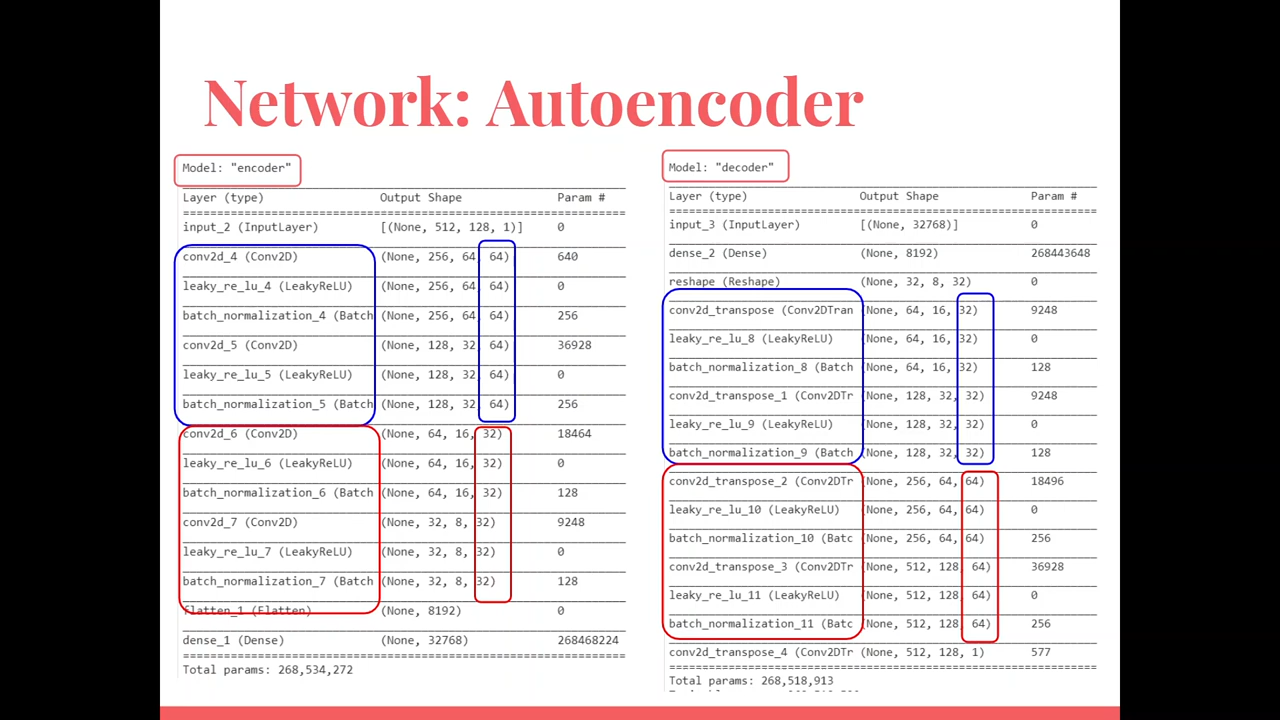 Network: Autoencoder
Model: "encoder"
Layer (type) Output Shape Param #
input_2 (InputLayer) [(None, 512, 128, 1)] 0
conv2d_4 (Conv2D) (None, 256, 64, 64) 640
leaky_re_lu_4 (LeakyReLU) (None, 256, 64, 64) 0
batch_normalization_4 (Batch (None, 256, 64, 64) 256
conv2d_5 (Conv2D) (None, 128, 32, 64) 36928
leaky_re_lu_5 (LeakyReLU) (None, 128, 32, 64) 0
batch_normalization_5 (Batch (None, 128, 32, 64) 256
conv2d_6 (Conv2D) (None, 64, 16, 32) 18464
leaky_re_lu_6 (LeakyReLU) (None, 64, 16, 32) 0
batch_normalization_6 (Batch (None, 64, 16, 32) 128
conv2d_7 (Conv2D) (None, 32, 8, 32) 9248
leaky_re_lu_7 (LeakyReLU) (None, 32, 8, 32) 0
batch_normalization_7 (Batch (None, 32, 8, 32) 128
flatten_1 (Flatten) (None, 8192) 0
dense_1 (Dense) (None, 32768) 268468224
Total params: 268,534,272
Model: "decoder"
Layer (type) Output Shape Param #
input_3 (InputLayer) [(None, 32768)] 0
dense_2 (Dense) (None, 8192) 268443648
reshape (Reshape) (None, 32, 8, 32) 0
conv2d_transpose (Conv2DTran (None, 64, 16, 32) 9248
leaky_re_lu_8 (LeakyReLU) (None, 64, 16, 32) 0
batch_normalization_8 (Batch (None, 64, 16, 32) 128
conv2d_transpose_1 (Conv2DTr (None, 128, 32, 32) 9248
leaky_re_lu_9 (LeakyReLU) (None, 128, 32, 32) 0
batch_normalization_9 (Batch (None, 128, 32, 32) 128
conv2d_transpose_2 (Conv2DTr (None, 256, 64, 64) 18496
leaky_re_lu_10 (LeakyReLU) (None, 256, 64, 64) 0
batch_normalization_10 (Batc (None, 256, 64, 64) 256
conv2d_transpose_3 (Conv2DTr (None, 512, 128, 64) 36928
leaky_re_lu_11 (LeakyReLU) (None, 512, 128, 64) 0
batch_normalization_11 (Batc (None, 512, 128, 64) 256
conv2d_transpose_4 (Conv2DTr (None, 512, 128, 1) 577
Total params: 268,518,913